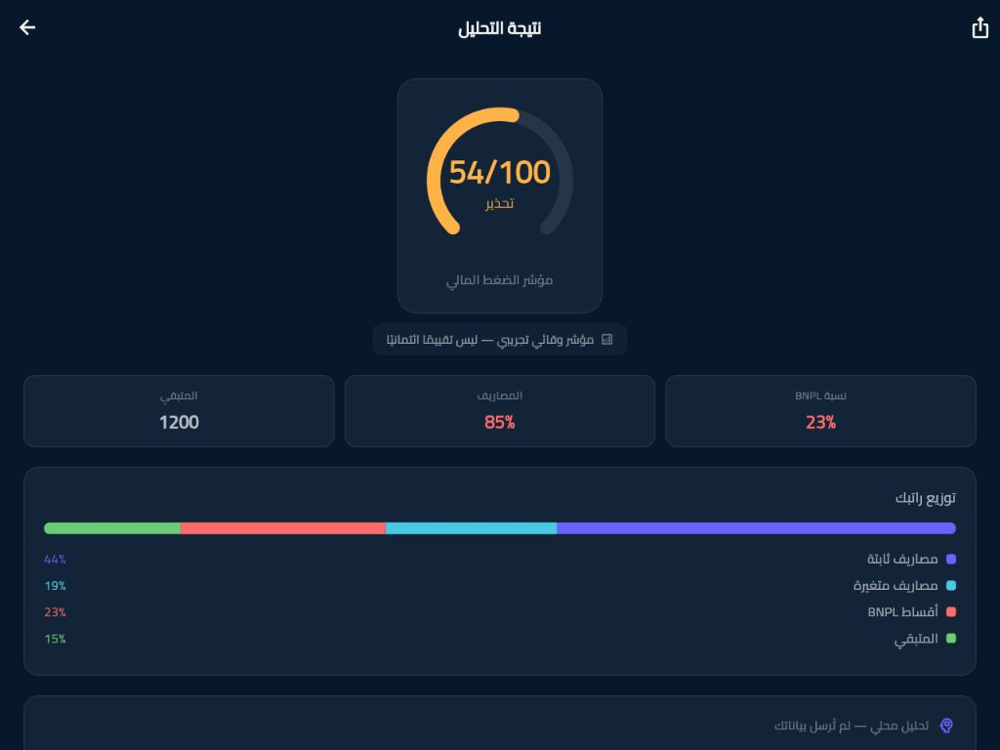 نتيجة التحليل
54/100
تحذير
مؤشر الضغط المالي
مؤشر وقائي تجريبي — ليس تقييمًا ائتمانيًا
نسبة BNPL
23%
المصاريف
85%
المتبقي
1200
توزيع راتبك
مصاريف ثابتة 44%
مصاريف متغيرة 19%
أقساط BNPL 23%
المتبقي 15%
تحليل محلي — لم تُرسل بياناتك